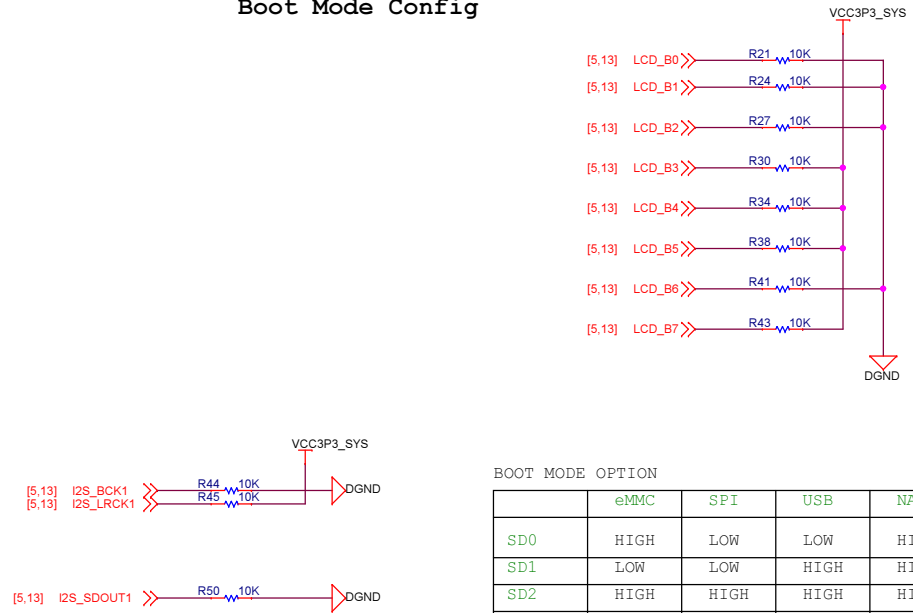 Boot Mode Config
VCC3P3_SYS
[5,13] LCD_B0 R21 10K
[5,13] LCD_B1 R24 10K
[5,13] LCD_B2 R27 10K
[5,13] LCD_B3 R30 10K
[5,13] LCD_B4 R34 10K
[5,13] LCD_B5 R38 10K
[5,13] LCD_B6 R41 10K
[5,13] LCD_B7 R43 10K
DGND
VCC3P3_SYS
[5,13] I2S_BCK1 R44 10K DGND
[5,13] I2S_LRCK1 R45 10K
[5,13] I2S_SDOUT1 R50 10K DGND
BOOT MODE OPTION
eMMC SPI USB NA
SD0 HIGH LOW LOW HI
SD1 LOW LOW HIGH HI
SD2 HIGH HIGH HIGH HI